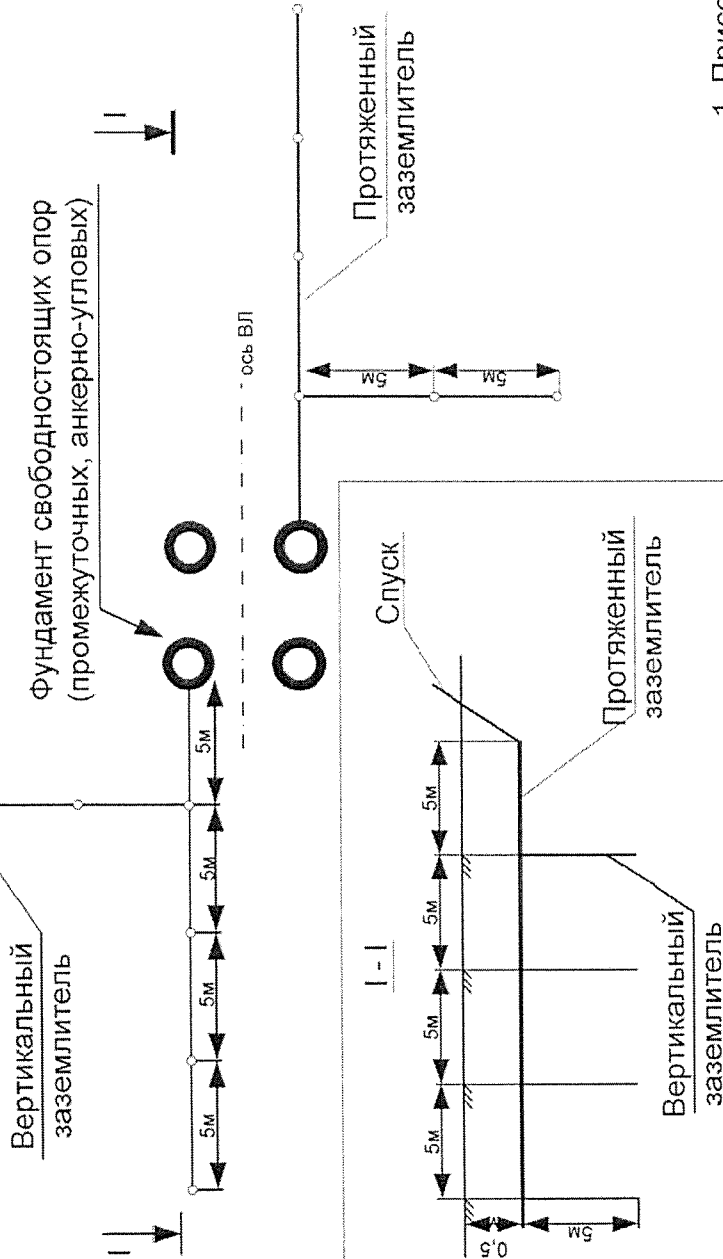 I
Фундамент свободностоящих опор
(промежуточных, анкерно-угловых)
Протяженный
заземлитель
ось ВЛ
5м
5м
Вертикальный
заземлитель
5м
5м
5м
5м
I
I - I
Спуск
5м
5м
5м
5м
0,5м
5м
Протяженный
заземлитель
Вертикальный
заземлитель